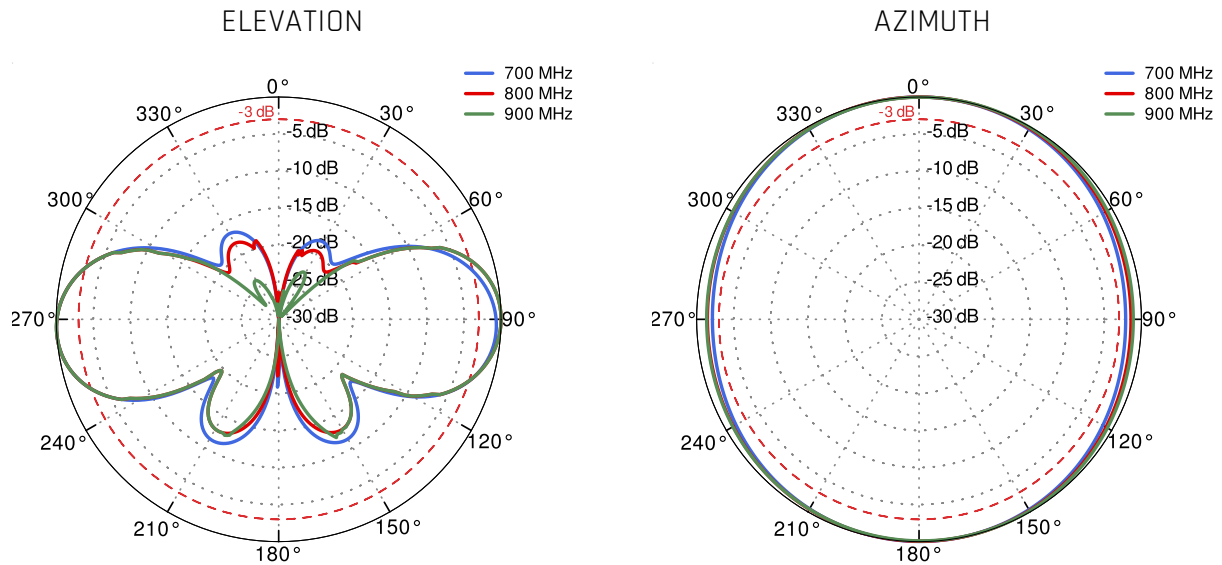 ELEVATION
700 MHz
800 MHz
900 MHz
0°
330°
30°
-3 dB
-5 dB
-10 dB
300°
60°
-15 dB
-20 dB
-25 dB
270°
-30 dB
90°
240°
120°
210°
150°
180°
AZIMUTH
700 MHz
800 MHz
900 MHz
0°
330°
30°
-3 dB
-5 dB
-10 dB
300°
60°
-15 dB
-20 dB
-25 dB
270°
-30 dB
90°
240°
120°
210°
150°
180°